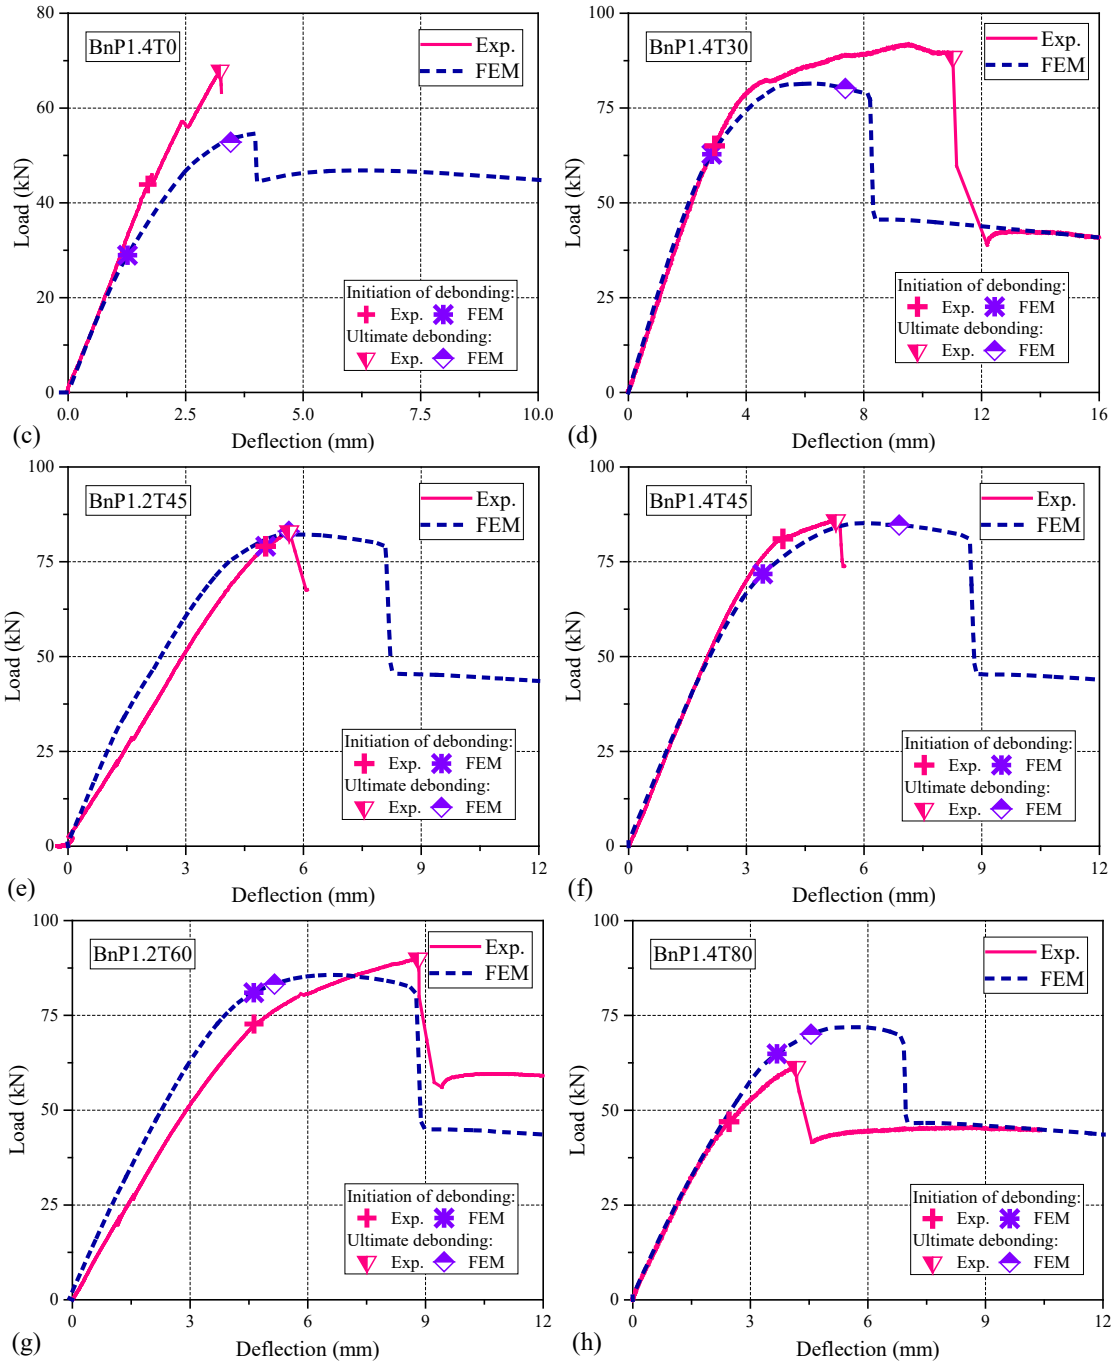 80
BnP1.4T0
Exp.
FEM
60
Load (kN)
40
20
Initiation of debonding:
Exp. FEM
Ultimate debonding:
Exp. FEM
0
0.0 2.5 5.0 7.5 10.0
(c) Deflection (mm)
100
BnP1.4T30
Exp.
FEM
75
Load (kN)
50
25
Initiation of debonding:
Exp. FEM
Ultimate debonding:
Exp. FEM
0
0 4 8 12 16
(d) Deflection (mm)
100
BnP1.2T45
Exp.
FEM
75
Load (kN)
50
25
Initiation of debonding:
Exp. FEM
Ultimate debonding:
Exp. FEM
0
0 3 6 9 12
(e) Deflection (mm)
100
BnP1.4T45
Exp.
FEM
75
Load (kN)
50
25
Initiation of debonding:
Exp. FEM
Ultimate debonding:
Exp. FEM
0
0 3 6 9 12
(f) Deflection (mm)
100
BnP1.2T60
Exp.
FEM
75
Load (kN)
50
25
Initiation of debonding:
Exp. FEM
Ultimate debonding:
Exp. FEM
0
0 3 6 9 12
(g) Deflection (mm)
100
BnP1.4T80
Exp.
FEM
75
Load (kN)
50
25
Initiation of debonding:
Exp. FEM
Ultimate debonding:
Exp. FEM
0
0 3 6 9 12
(h) Deflection (mm)